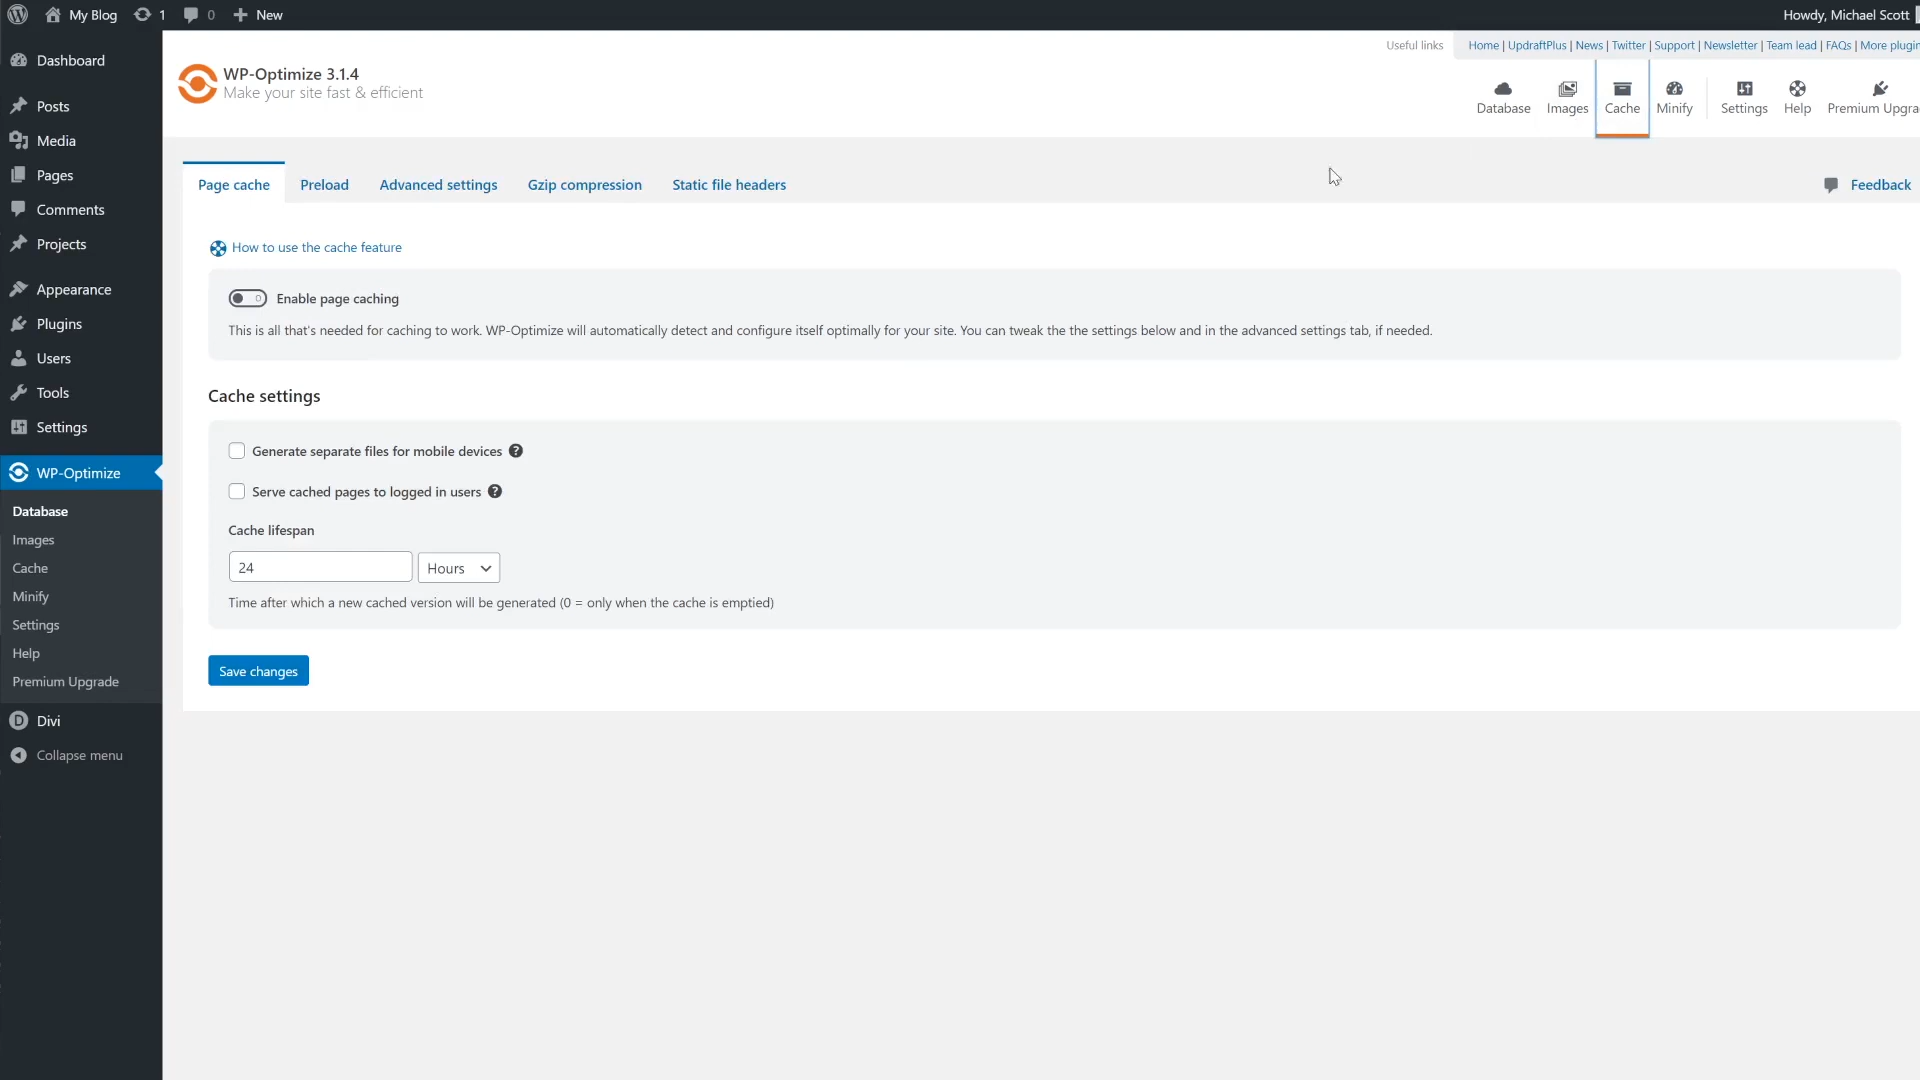 My Blog
1
0
New
Howdy, Michael Scott
Dashboard
Posts
Media
Pages
Comments
Projects
Appearance
Plugins
Users
Tools
Settings
WP-Optimize
Database
Images
Cache
Minify
Settings
Help
Premium Upgrade
Divi
Collapse menu
Useful links
Home | UpdraftPlus | News | Twitter | Support | Newsletter | Team lead | FAQs | More plugin
WP-Optimize 3.1.4
Make your site fast & efficient
Database
Images
Cache
Minify
Settings
Help
Premium Upgra
Page cache
Preload
Advanced settings
Gzip compression
Static file headers
Feedback
How to use the cache feature
Enable page caching
This is all that's needed for caching to work. WP-Optimize will automatically detect and configure itself optimally for your site. You can tweak the the settings below and in the advanced settings tab, if needed.
Cache settings
Generate separate files for mobile devices
Serve cached pages to logged in users
Cache lifespan
24
Hours
Time after which a new cached version will be generated (0 = only when the cache is emptied)
Save changes